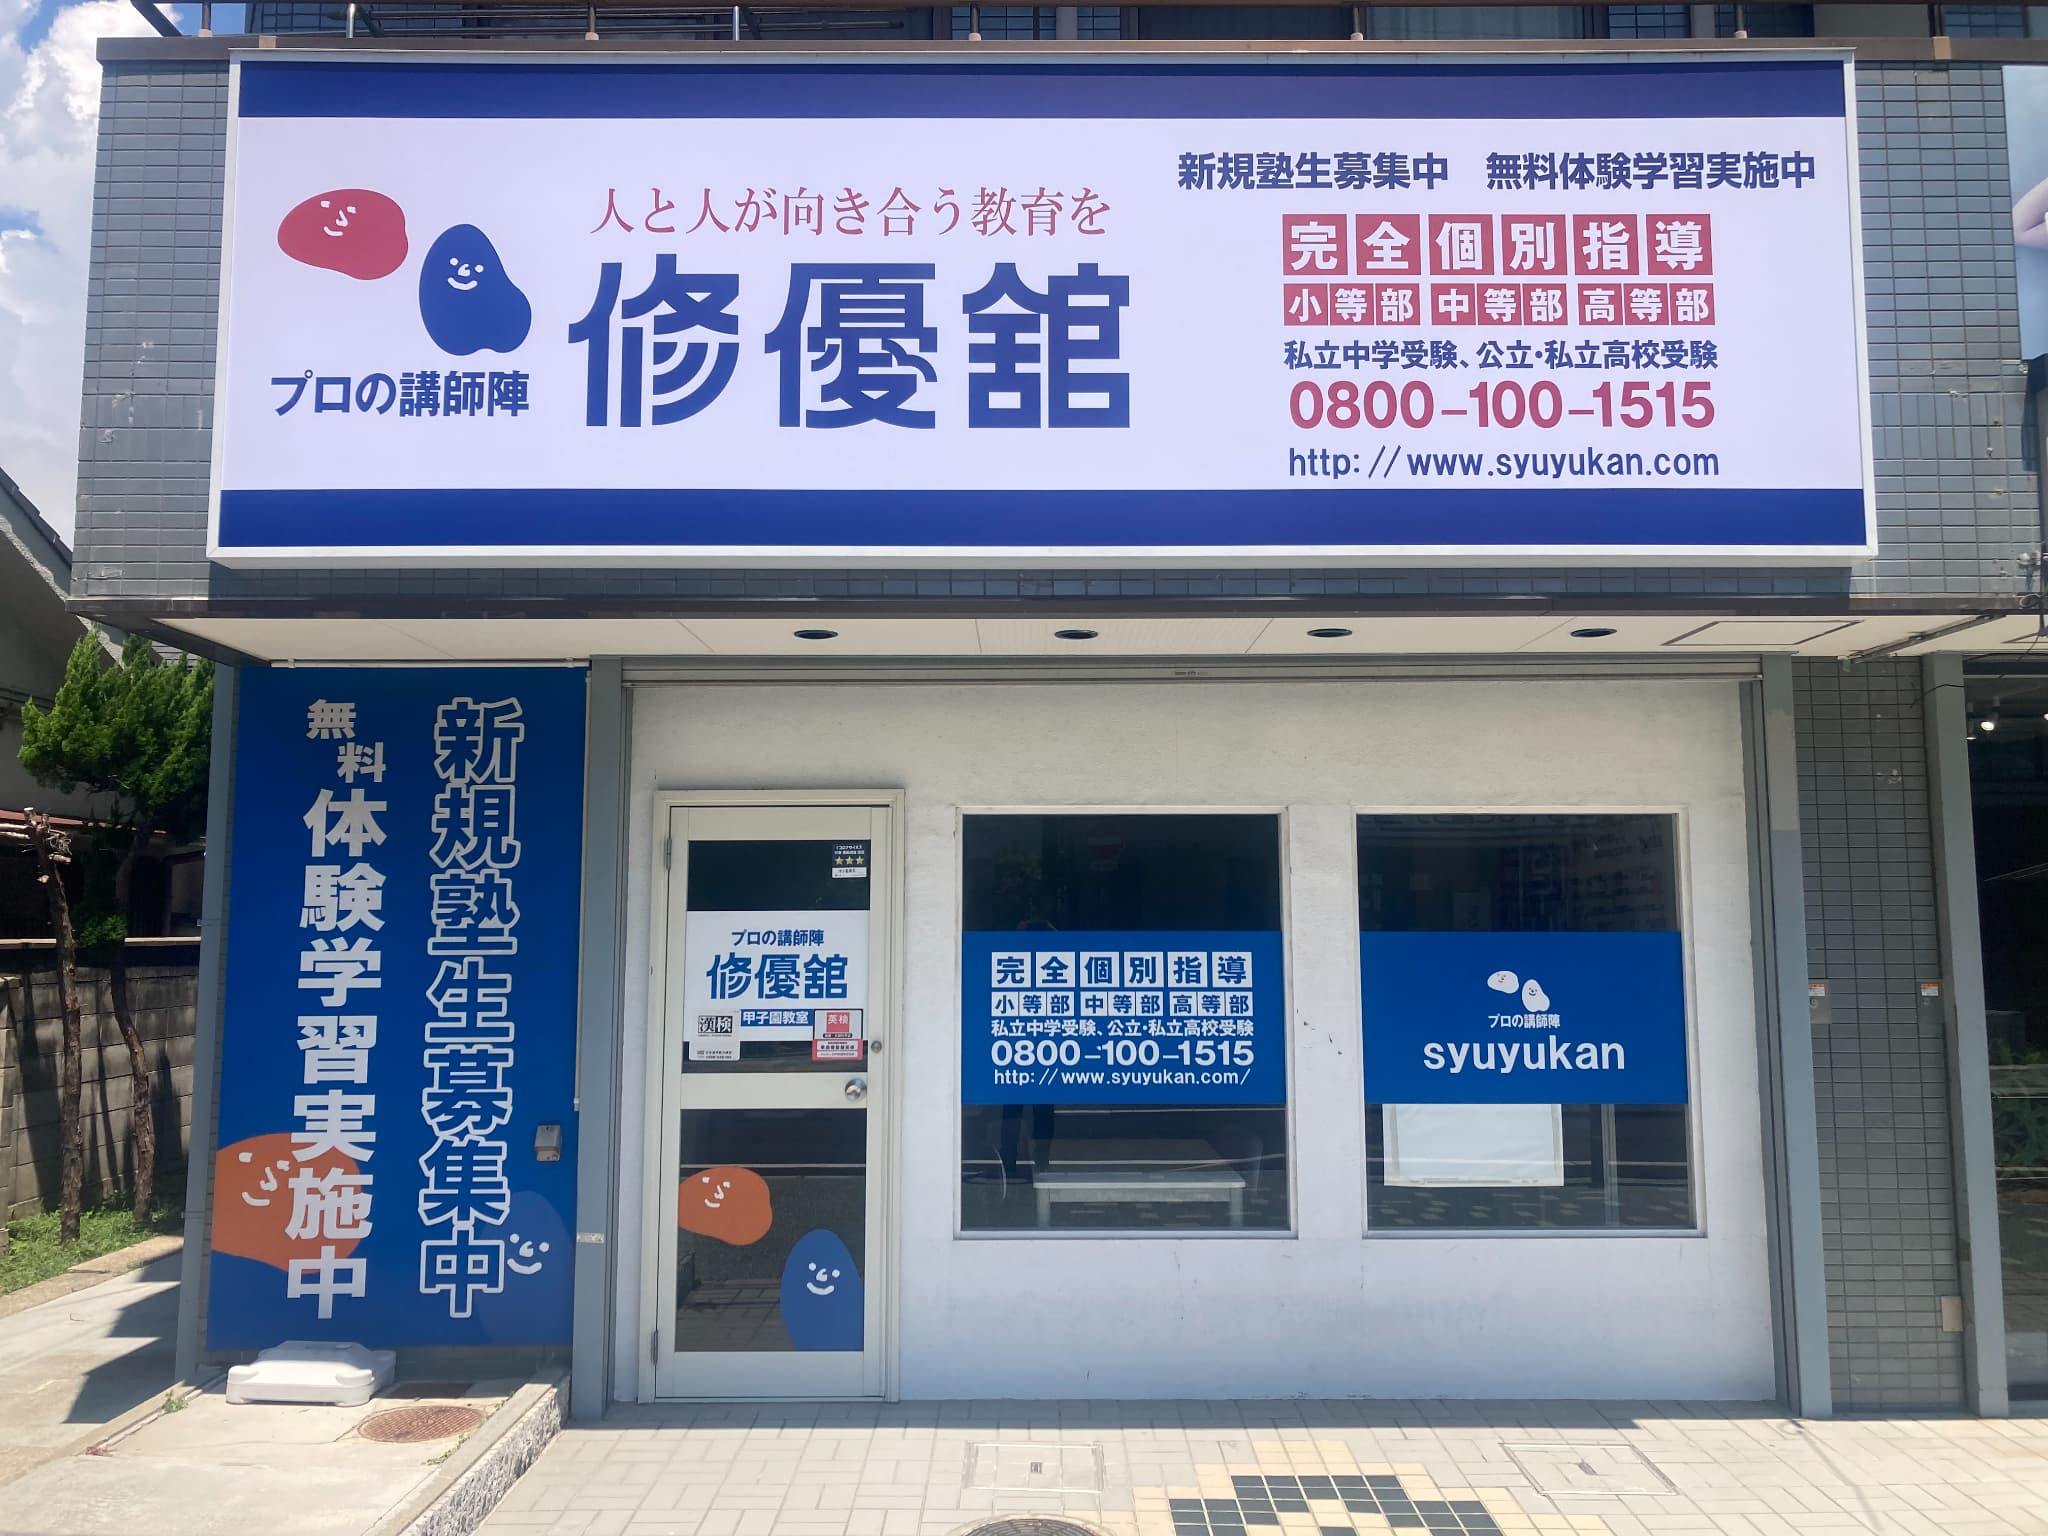 人と人が向き合う教育を
修優舘
プロの講師陣
新規塾生募集中　無料体験学習実施中
完全個別指導
小等部 中等部 高等部
私立中学受験、公立・私立高校受験
0800-100-1515
http://www.syuyukan.com
新規塾生募集中
無料体験学習実施中
プロの講師陣
修優舘
漢検
甲子園教室
英検
完全個別指導
小等部 中等部 高等部
私立中学受験、公立・私立高校受験
0800-100-1515
http://www.syuyukan.com/
プロの講師陣
syuyukan